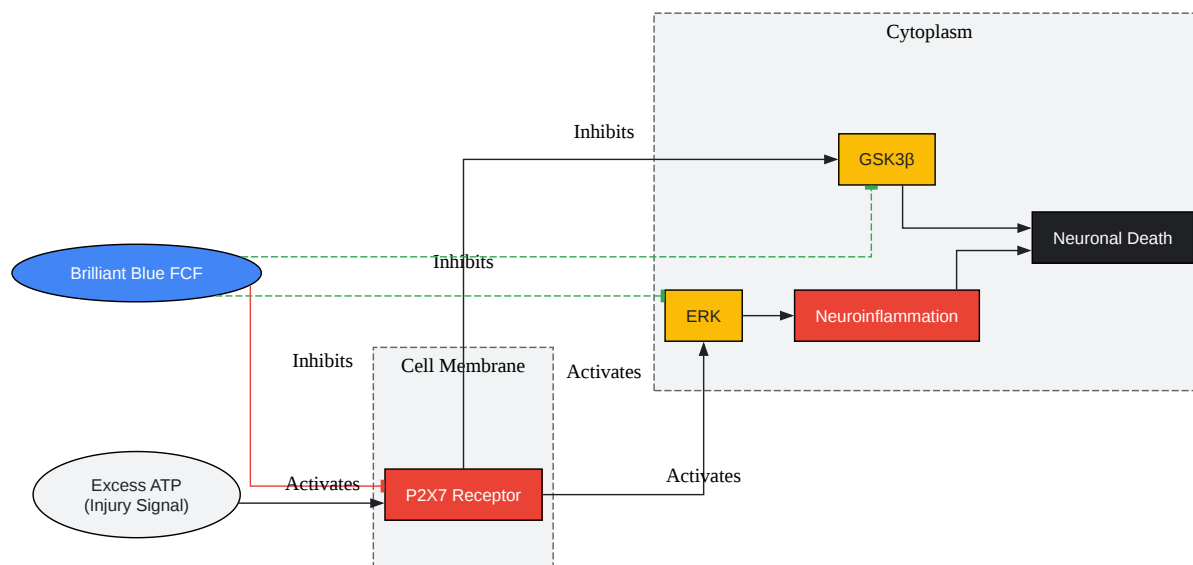 Cytoplasm
Inhibits
GSK3β
Neuronal Death
Brilliant Blue FCF
Inhibits
ERK
Neuroinflammation
Inhibits
Cell Membrane
Activates
Excess ATP
(Injury Signal)
Activates
P2X7 Receptor
Activates